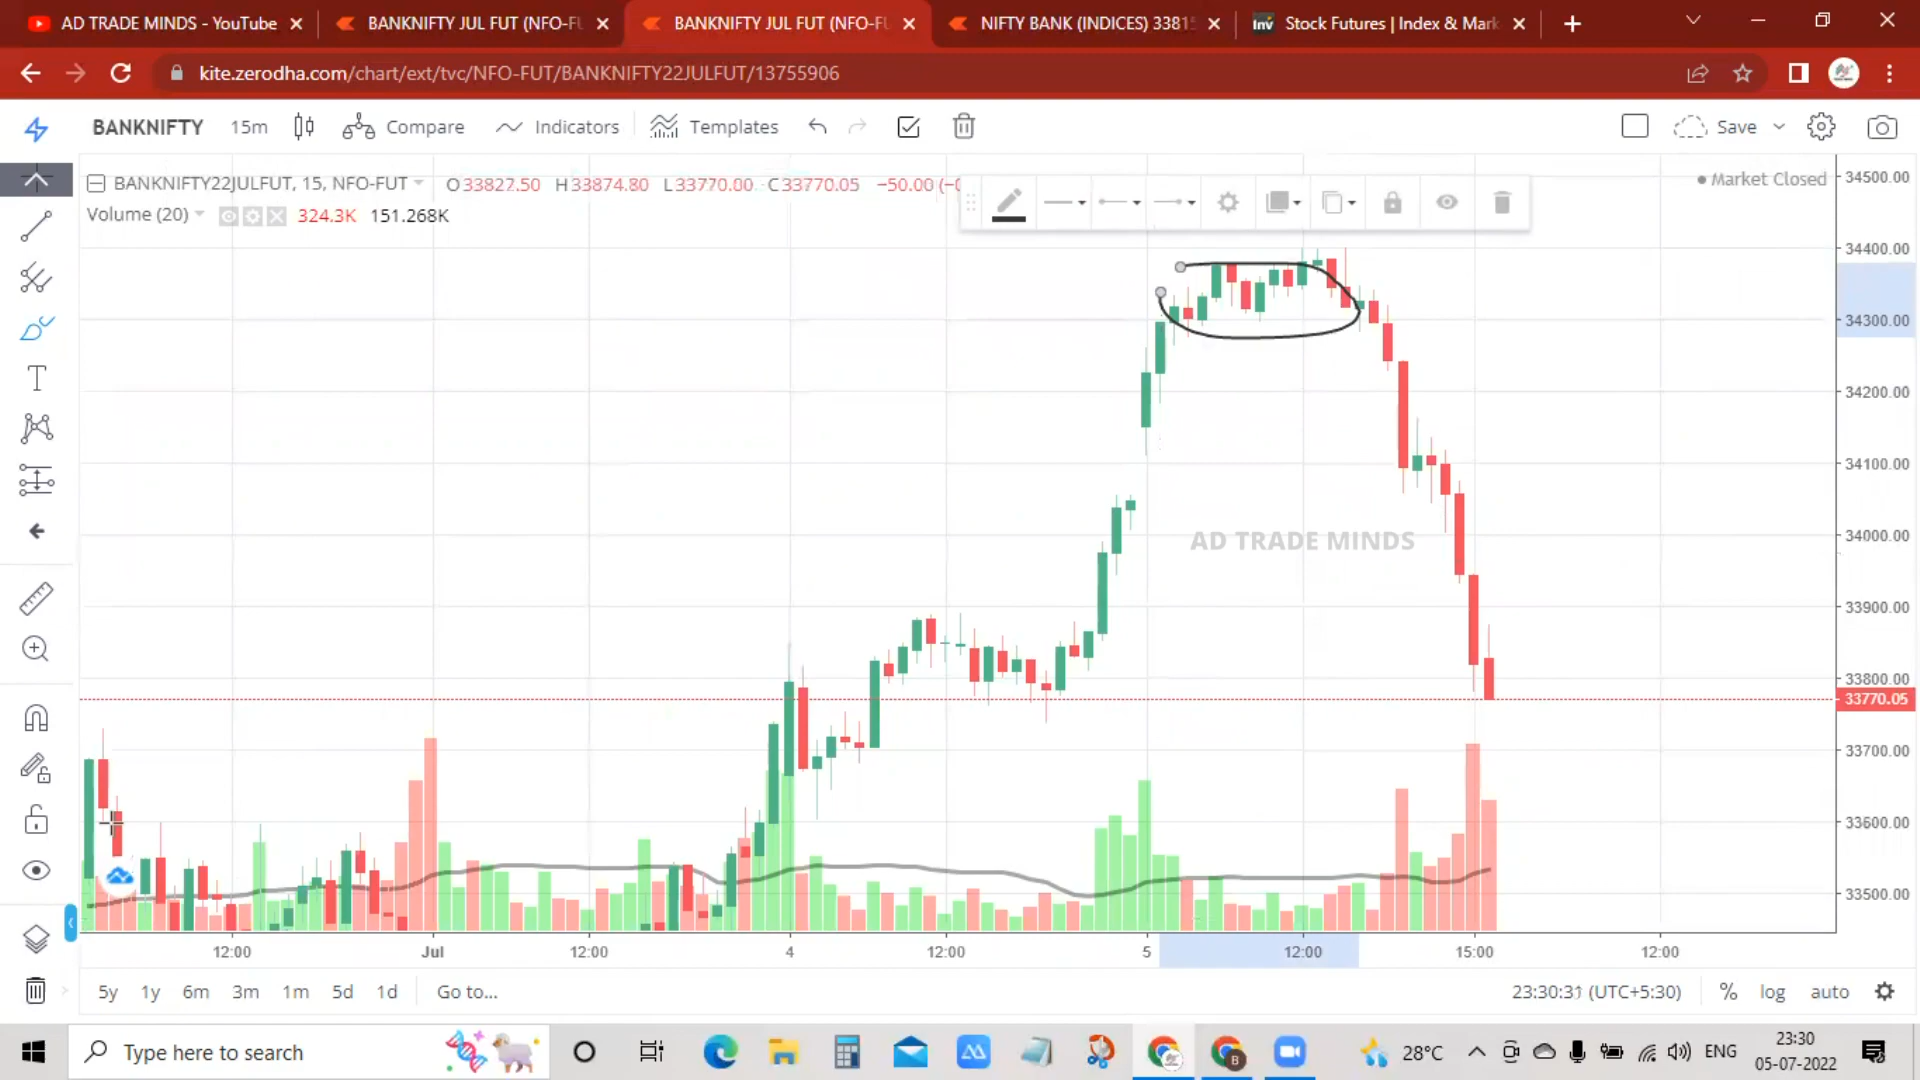 AD TRADE MINDS - YouTube
BANKNIFTY JUL FUT (NFO-FU
BANKNIFTY JUL FUT (NFO-FU
NIFTY BANK (INDICES) 33815
Stock Futures | Index & Mark
kite.zerodha.com/chart/ext/tvc/NFO-FUT/BANKNIFTY22JULFUT/13755906
BANKNIFTY 15m Compare Indicators Templates Save
BANKNIFTY22JULFUT, 15, NFO-FUT O33827.50 H33874.80 L33770.00 C33770.05 −50.00
Market Closed
Volume (20) 324.3K 151.268K
34500.00
34400.00
34300.00
34200.00
34100.00
34000.00
33900.00
33800.00
33770.05
33700.00
33600.00
33500.00
AD TRADE MINDS
12:00 Jul 12:00 4 12:00 5 12:00 15:00 12:00
5y 1y 6m 3m 1m 5d 1d Go to... 23:30:31 (UTC+5:30) % log auto
Type here to search
28°C ENG
23:30
05-07-2022